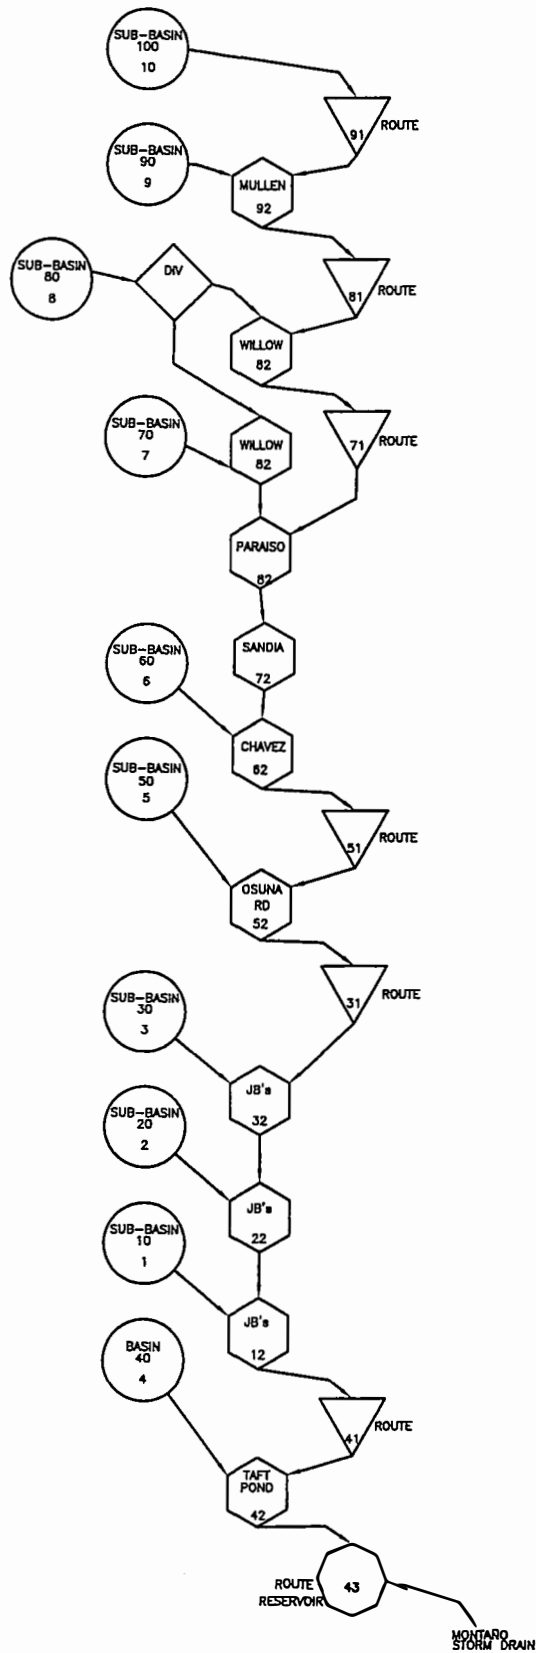 SUB-BASIN
100
10
91
ROUTE
SUB-BASIN
90
9
MULLEN
92
SUB-BASIN
80
8
DIV
81
ROUTE
WILLOW
82
SUB-BASIN
70
7
WILLOW
82
71
ROUTE
PARAISO
82
SUB-BASIN
60
6
SANDIA
72
CHAVEZ
62
SUB-BASIN
50
5
51
ROUTE
OSUNA
RD
52
31
ROUTE
SUB-BASIN
30
3
JB's
32
SUB-BASIN
20
2
JB's
22
SUB-BASIN
10
1
JB's
12
BASIN
40
4
41
ROUTE
TAFT
POND
42
43
ROUTE
RESERVOIR
MONTAÑO
STORM DRAIN